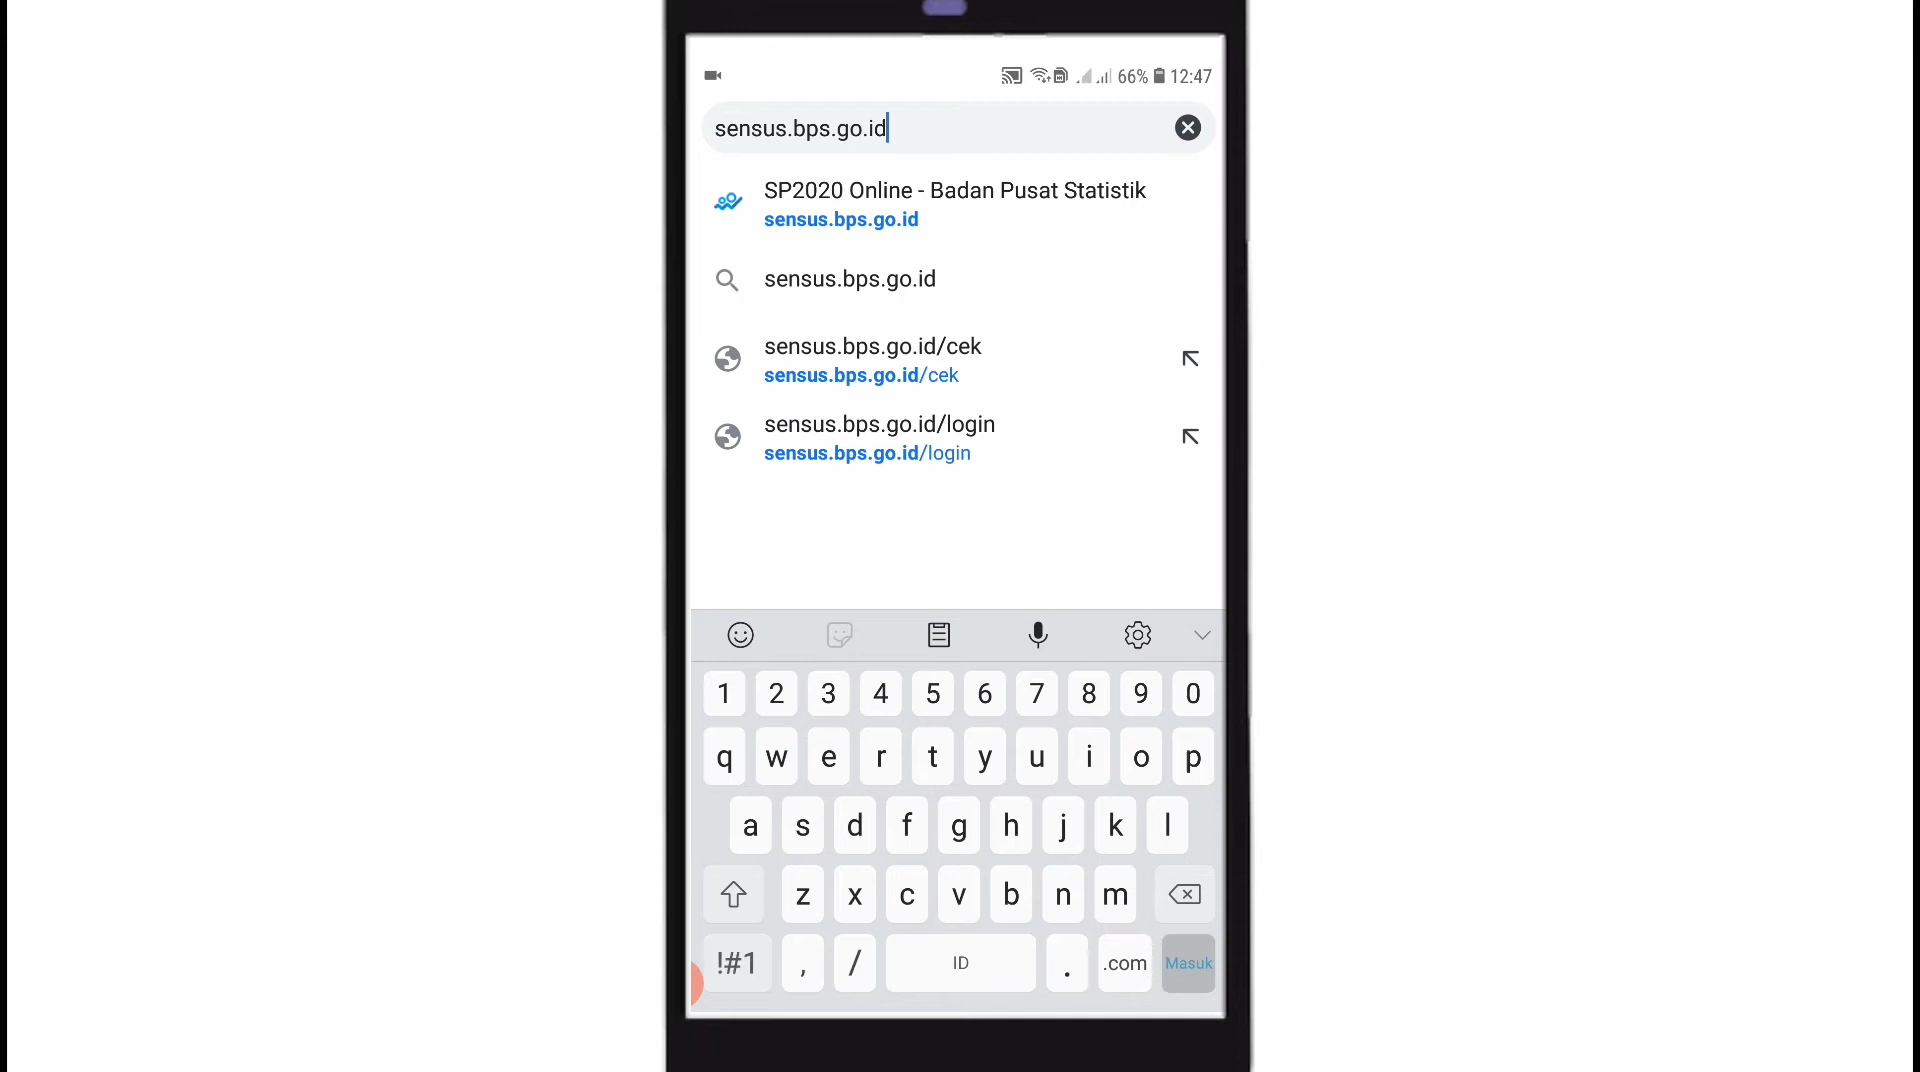 66% 12:47
sensus.bps.go.id
SP2020 Online - Badan Pusat Statistik
sensus.bps.go.id
sensus.bps.go.id
sensus.bps.go.id/cek
sensus.bps.go.id/cek
sensus.bps.go.id/login
sensus.bps.go.id/login
1 2 3 4 5 6 7 8 9 0
q w e r t y u i o p
a s d f g h j k l
z x c v b n m
!#1 , / ID . .com Masuk